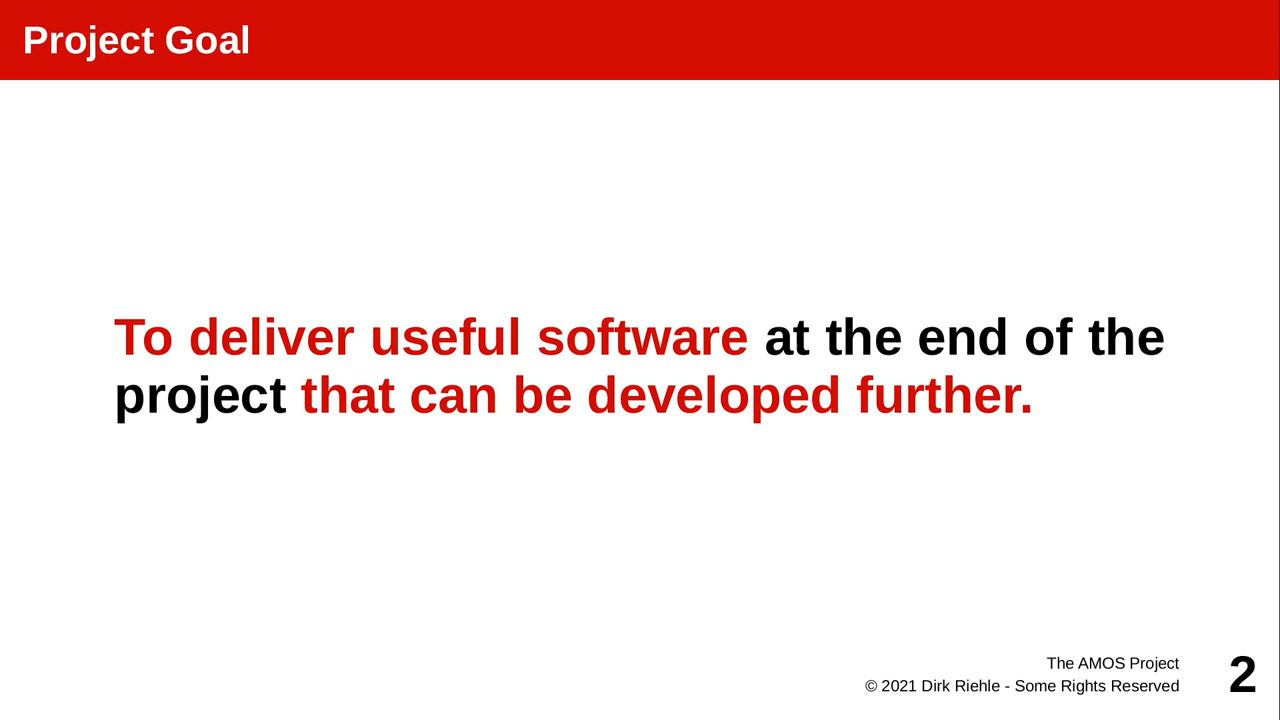 Project Goal
To deliver useful software at the end of the
project that can be developed further.
The AMOS Project
© 2021 Dirk Riehle - Some Rights Reserved
2